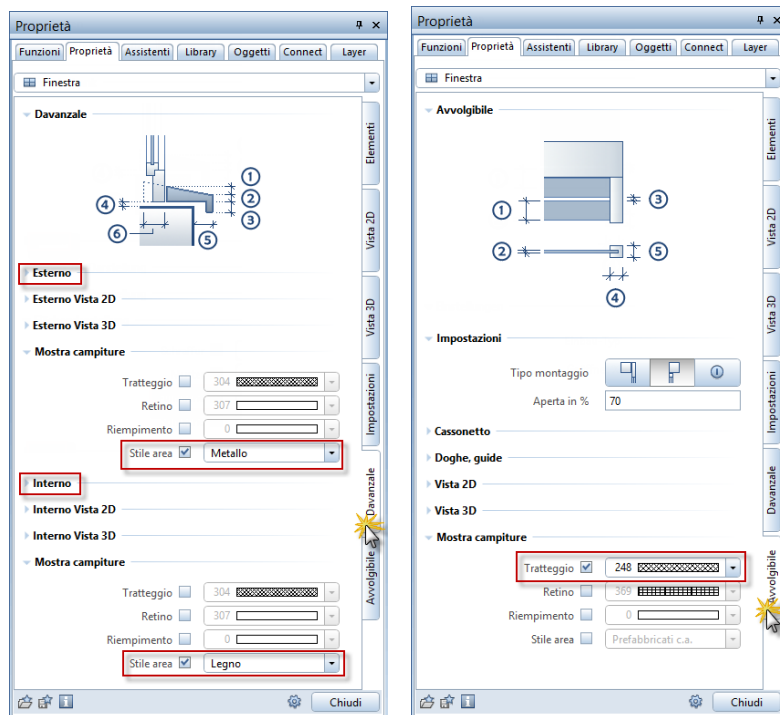 Proprietà
Funzioni Proprietà Assistenti Library Oggetti Connect Layer
Finestra
Davanzale
1
2
3
4
5
6
Esterno
Esterno Vista 2D
Esterno Vista 3D
Mostra campiture
Tratteggio 304
Retino 307
Riempimento 0
Stile area Metallo
Interno
Interno Vista 2D
Interno Vista 3D
Mostra campiture
Tratteggio 304
Retino 307
Riempimento 0
Stile area Legno
Chiudi
Elementi
Vista 2D
Vista 3D
Impostazioni
Davanzale
Avvolgibile
Proprietà
Funzioni Proprietà Assistenti Library Oggetti Connect Layer
Finestra
Avvolgibile
1
3
2
5
4
Impostazioni
Tipo montaggio
Aperta in % 70
Cassonetto
Doghe, guide
Vista 2D
Vista 3D
Mostra campiture
Tratteggio 248
Retino 369
Riempimento 0
Stile area Prefabbricati c.a.
Chiudi
Elementi
Vista 2D
Vista 3D
Impostazioni
Davanzale
Avvolgibile